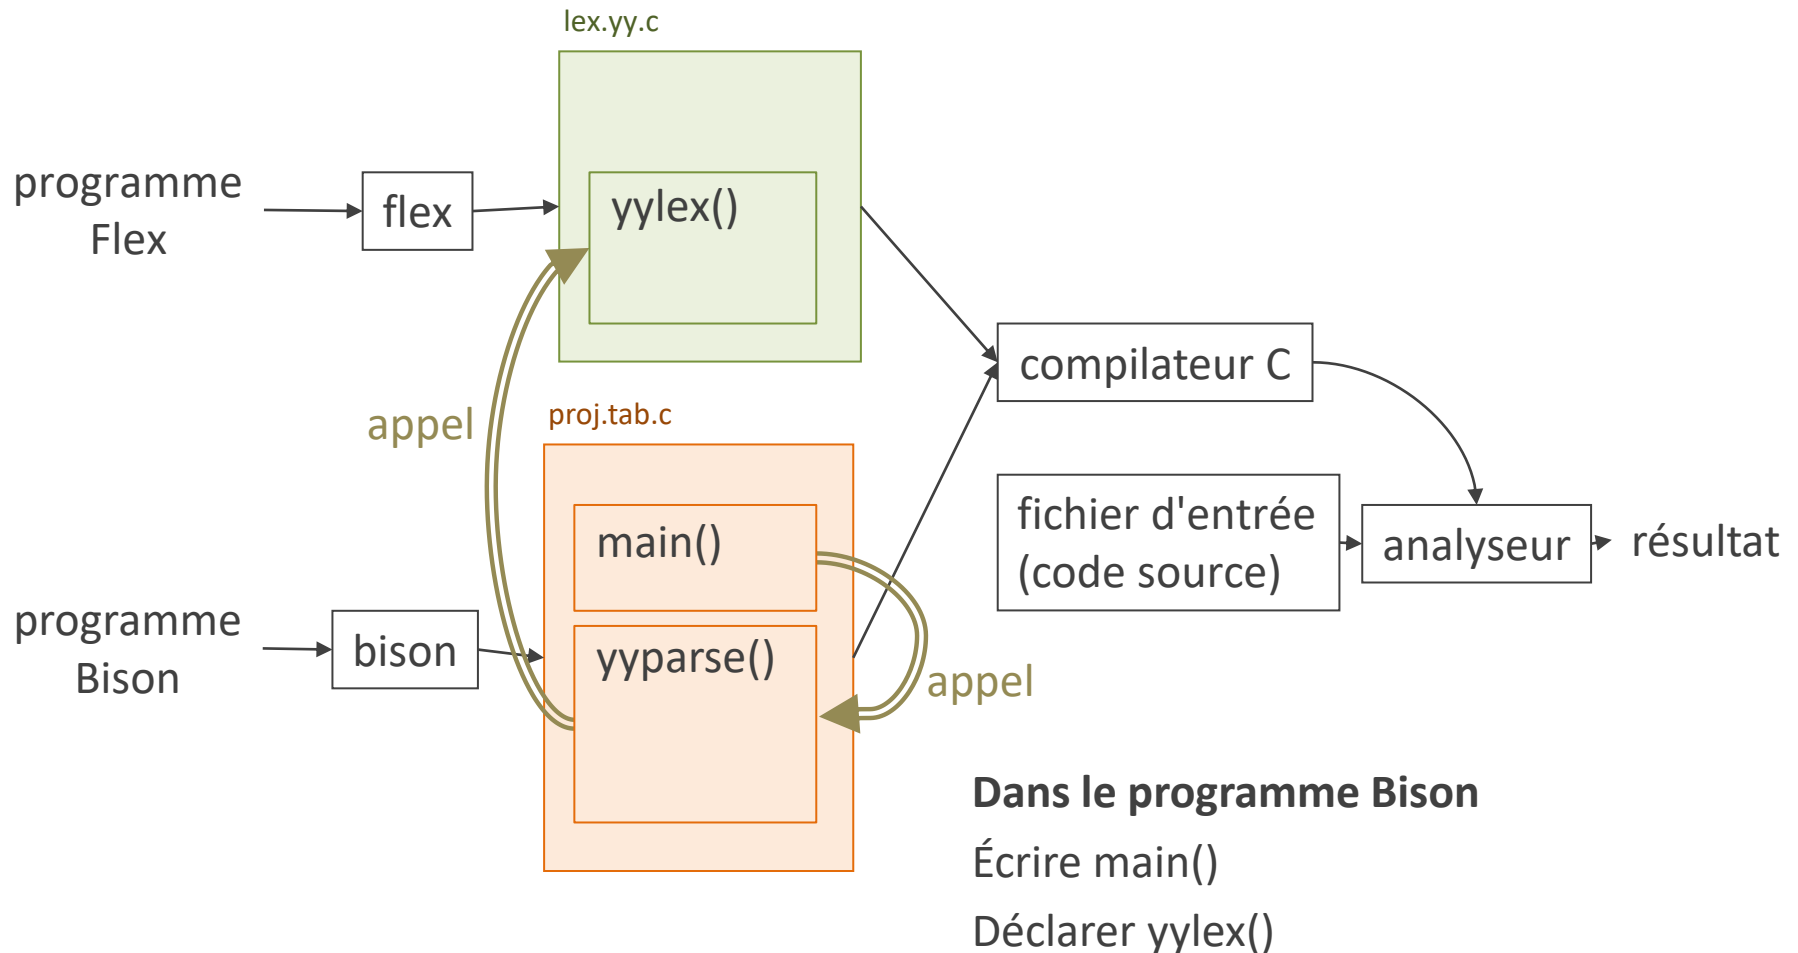 lex.yy.c
programme
Flex
flex
yylex()
compilateur C
appel
proj.tab.c
main()
fichier d'entrée
(code source)
analyseur
résultat
programme
Bison
bison
yyparse()
appel
Dans le programme Bison
Écrire main()
Déclarer yylex()